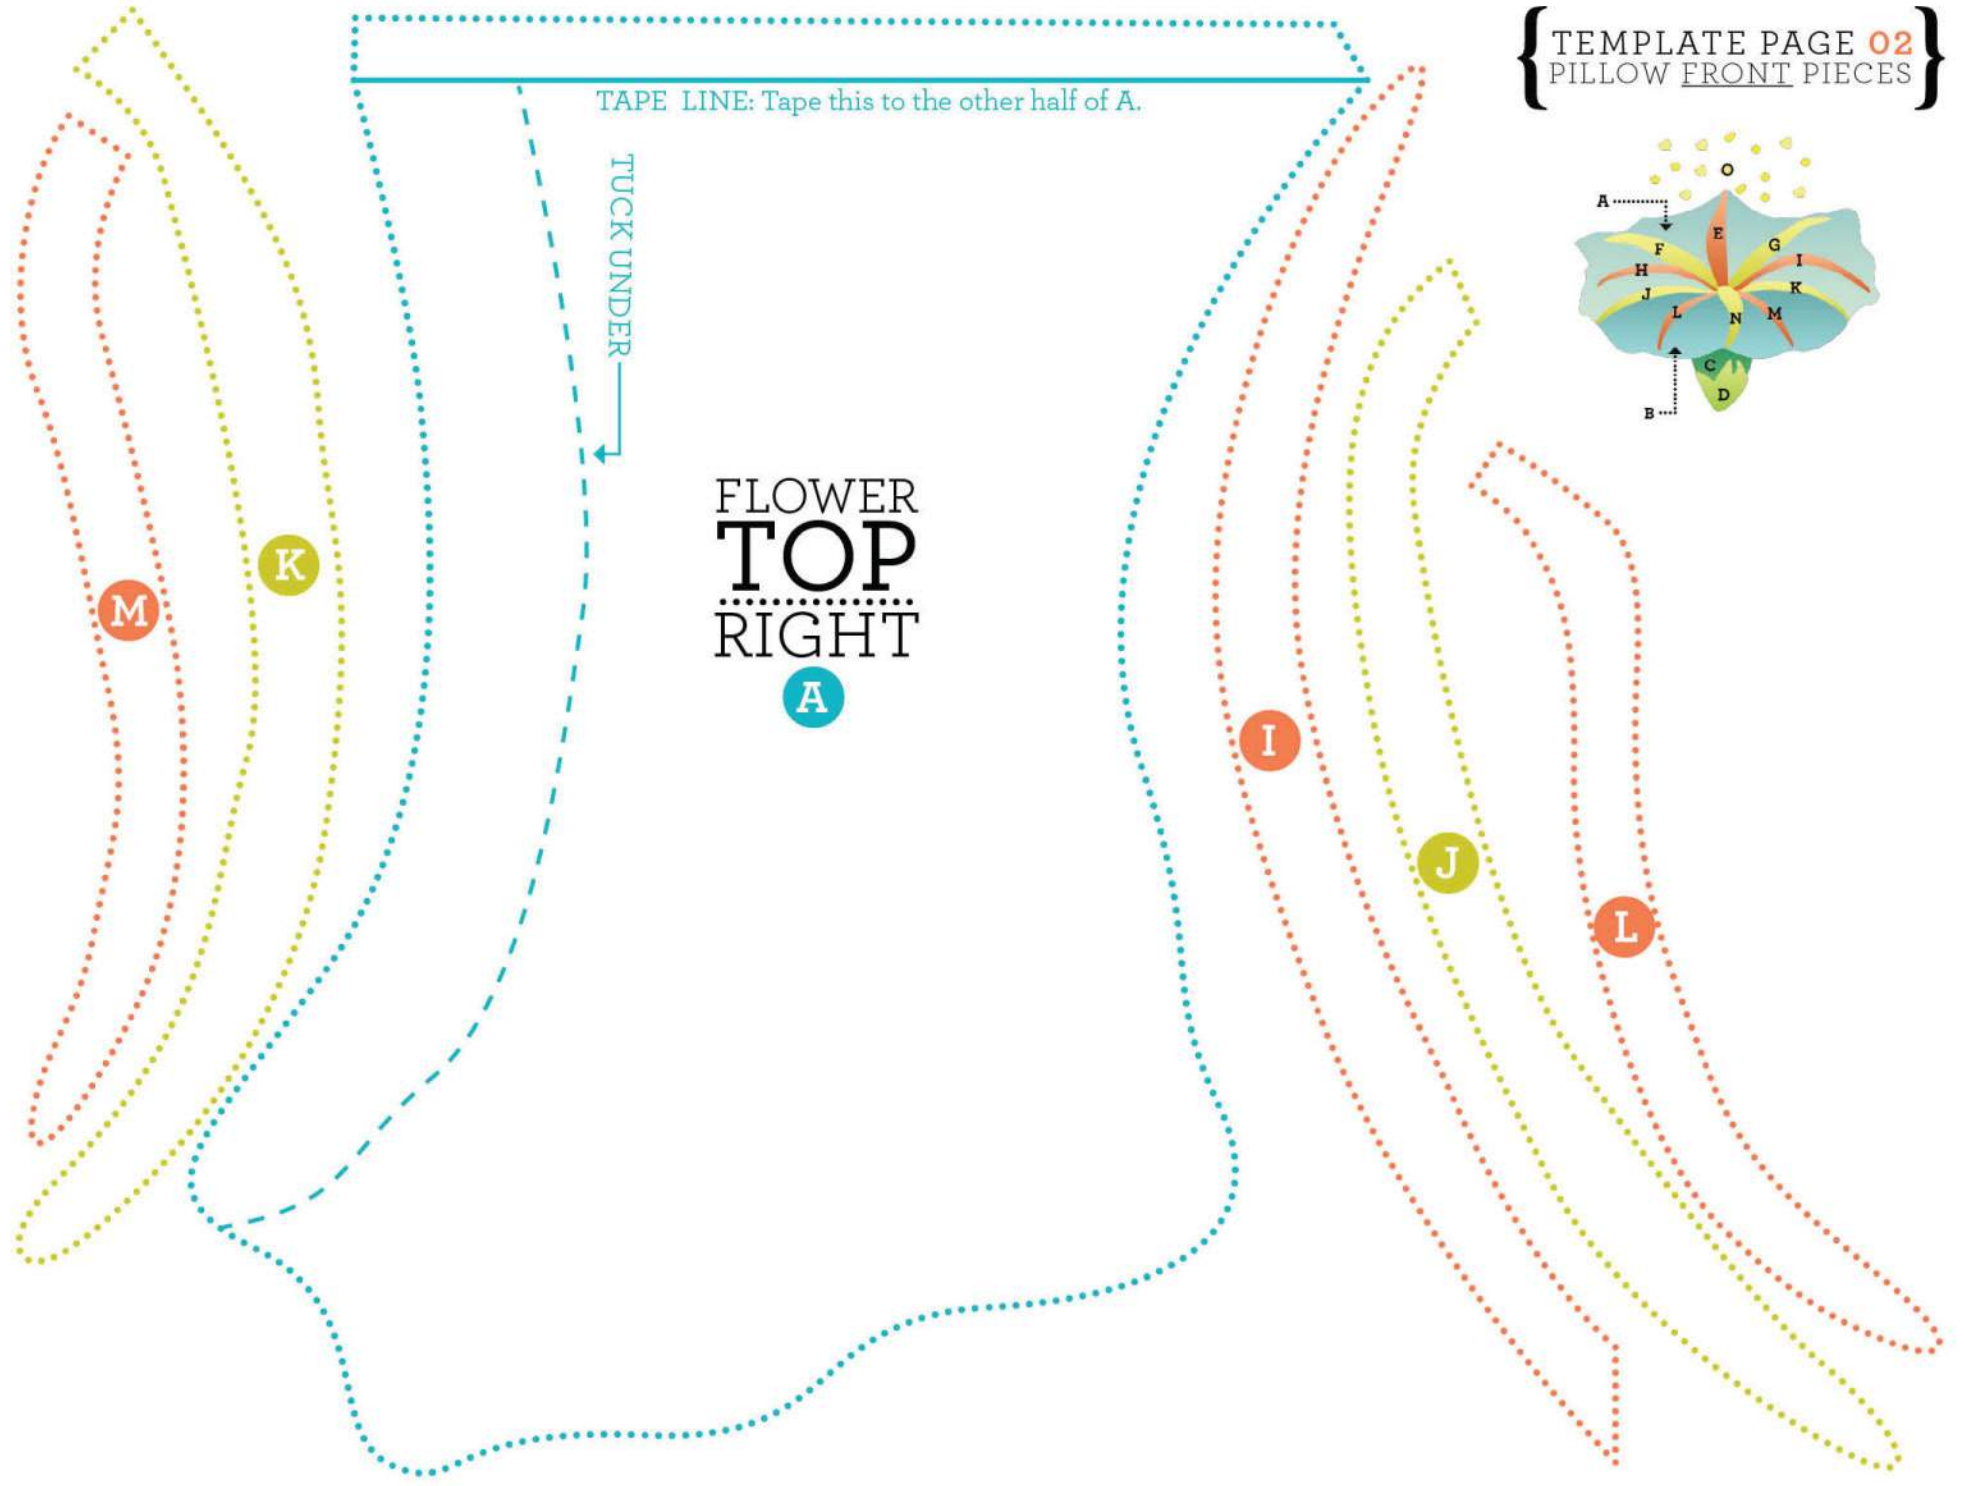 TEMPLATE PAGE 02
PILLOW FRONT PIECES
TAPE LINE: Tape this to the other half of A.
TUCK UNDER
FLOWER
TOP
RIGHT
A
M
K
I
J
L
O
A
E
F
G
H
I
J
K
L
N
M
C
D
B